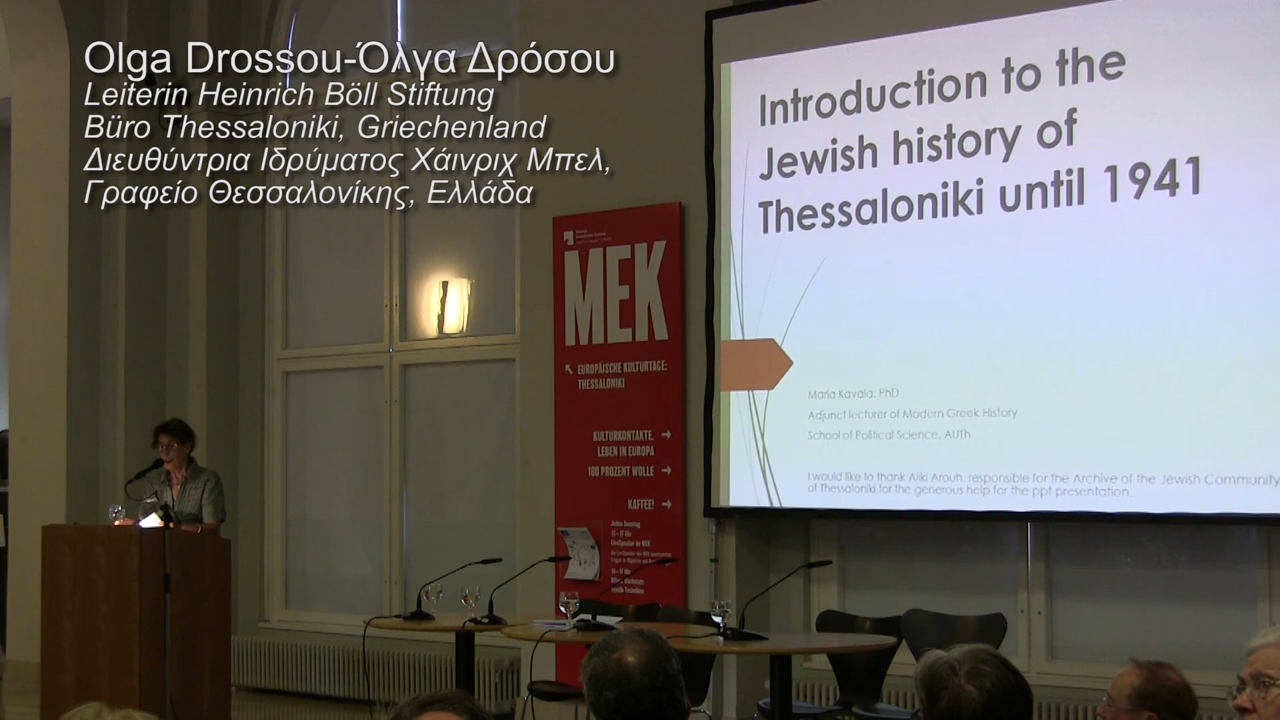 Olga Drossou-Όλγα Δρόσου
Leiterin Heinrich Böll Stiftung
Büro Thessaloniki, Griechenland
Διευθύντρια Ιδρύματος Χάινριχ Μπελ,
Γραφείο Θεσσαλονίκης, Ελλάδα
Introduction to the
Jewish history of
Thessaloniki until 1941
Maria Kavala, PhD
Adjunct lecturer of Modern Greek History
School of Political Science, AUTh
I would like to thank Aliki Arouh, responsible for the Archive of the Jewish Community
of Thessaloniki for the generous help for the ppt presentation.
MEK
EUROPÄISCHE KULTURTAGE:
THESSALONIKI
KULTURKONTAKTE.
LEBEN IN EUROPA
100 PROZENT WOLLE
KAFFEE!
Jeden Sonntag